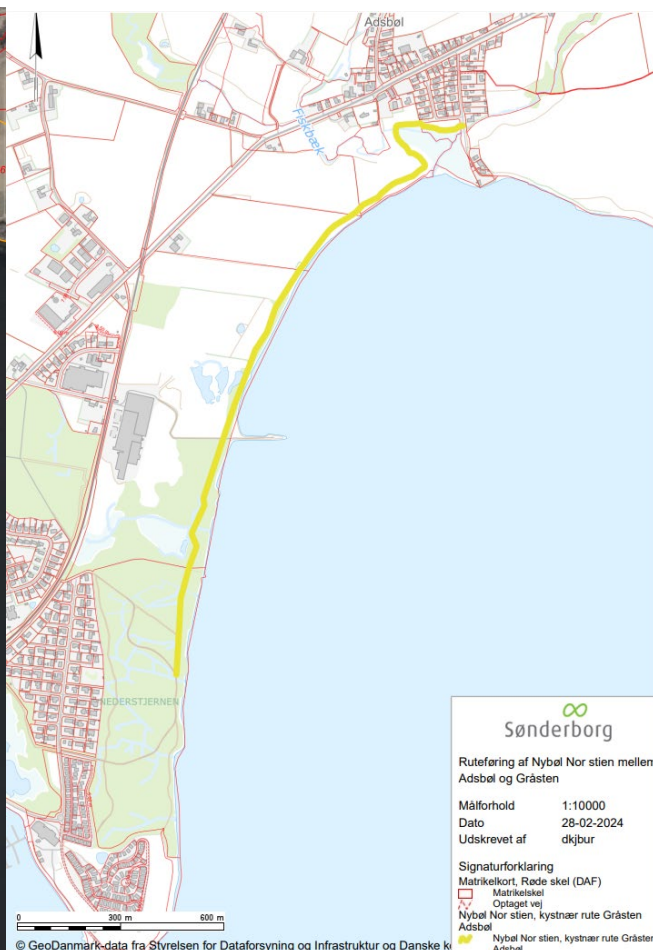 Adsbøl
Fiskbæk
NEDERSTJERNEN
Sønderborg
Ruteføring af Nybøl Nor stien mellem
Adsbøl og Gråsten
Målforhold 1:10000
Dato 28-02-2024
Udskrevet af dkjbur
Signaturforklaring
Matrikelkort, Røde skel (DAF)
Matrikelskel
Optaget vej
Nybøl Nor stien, kystnær rute Gråsten
Adsbøl
Nybøl Nor stien, kystnær rute Gråsten
Adsbøl
0 300 m 600 m
© GeoDanmark-data fra Styrelsen for Dataforsyning og Infrastruktur og Danske